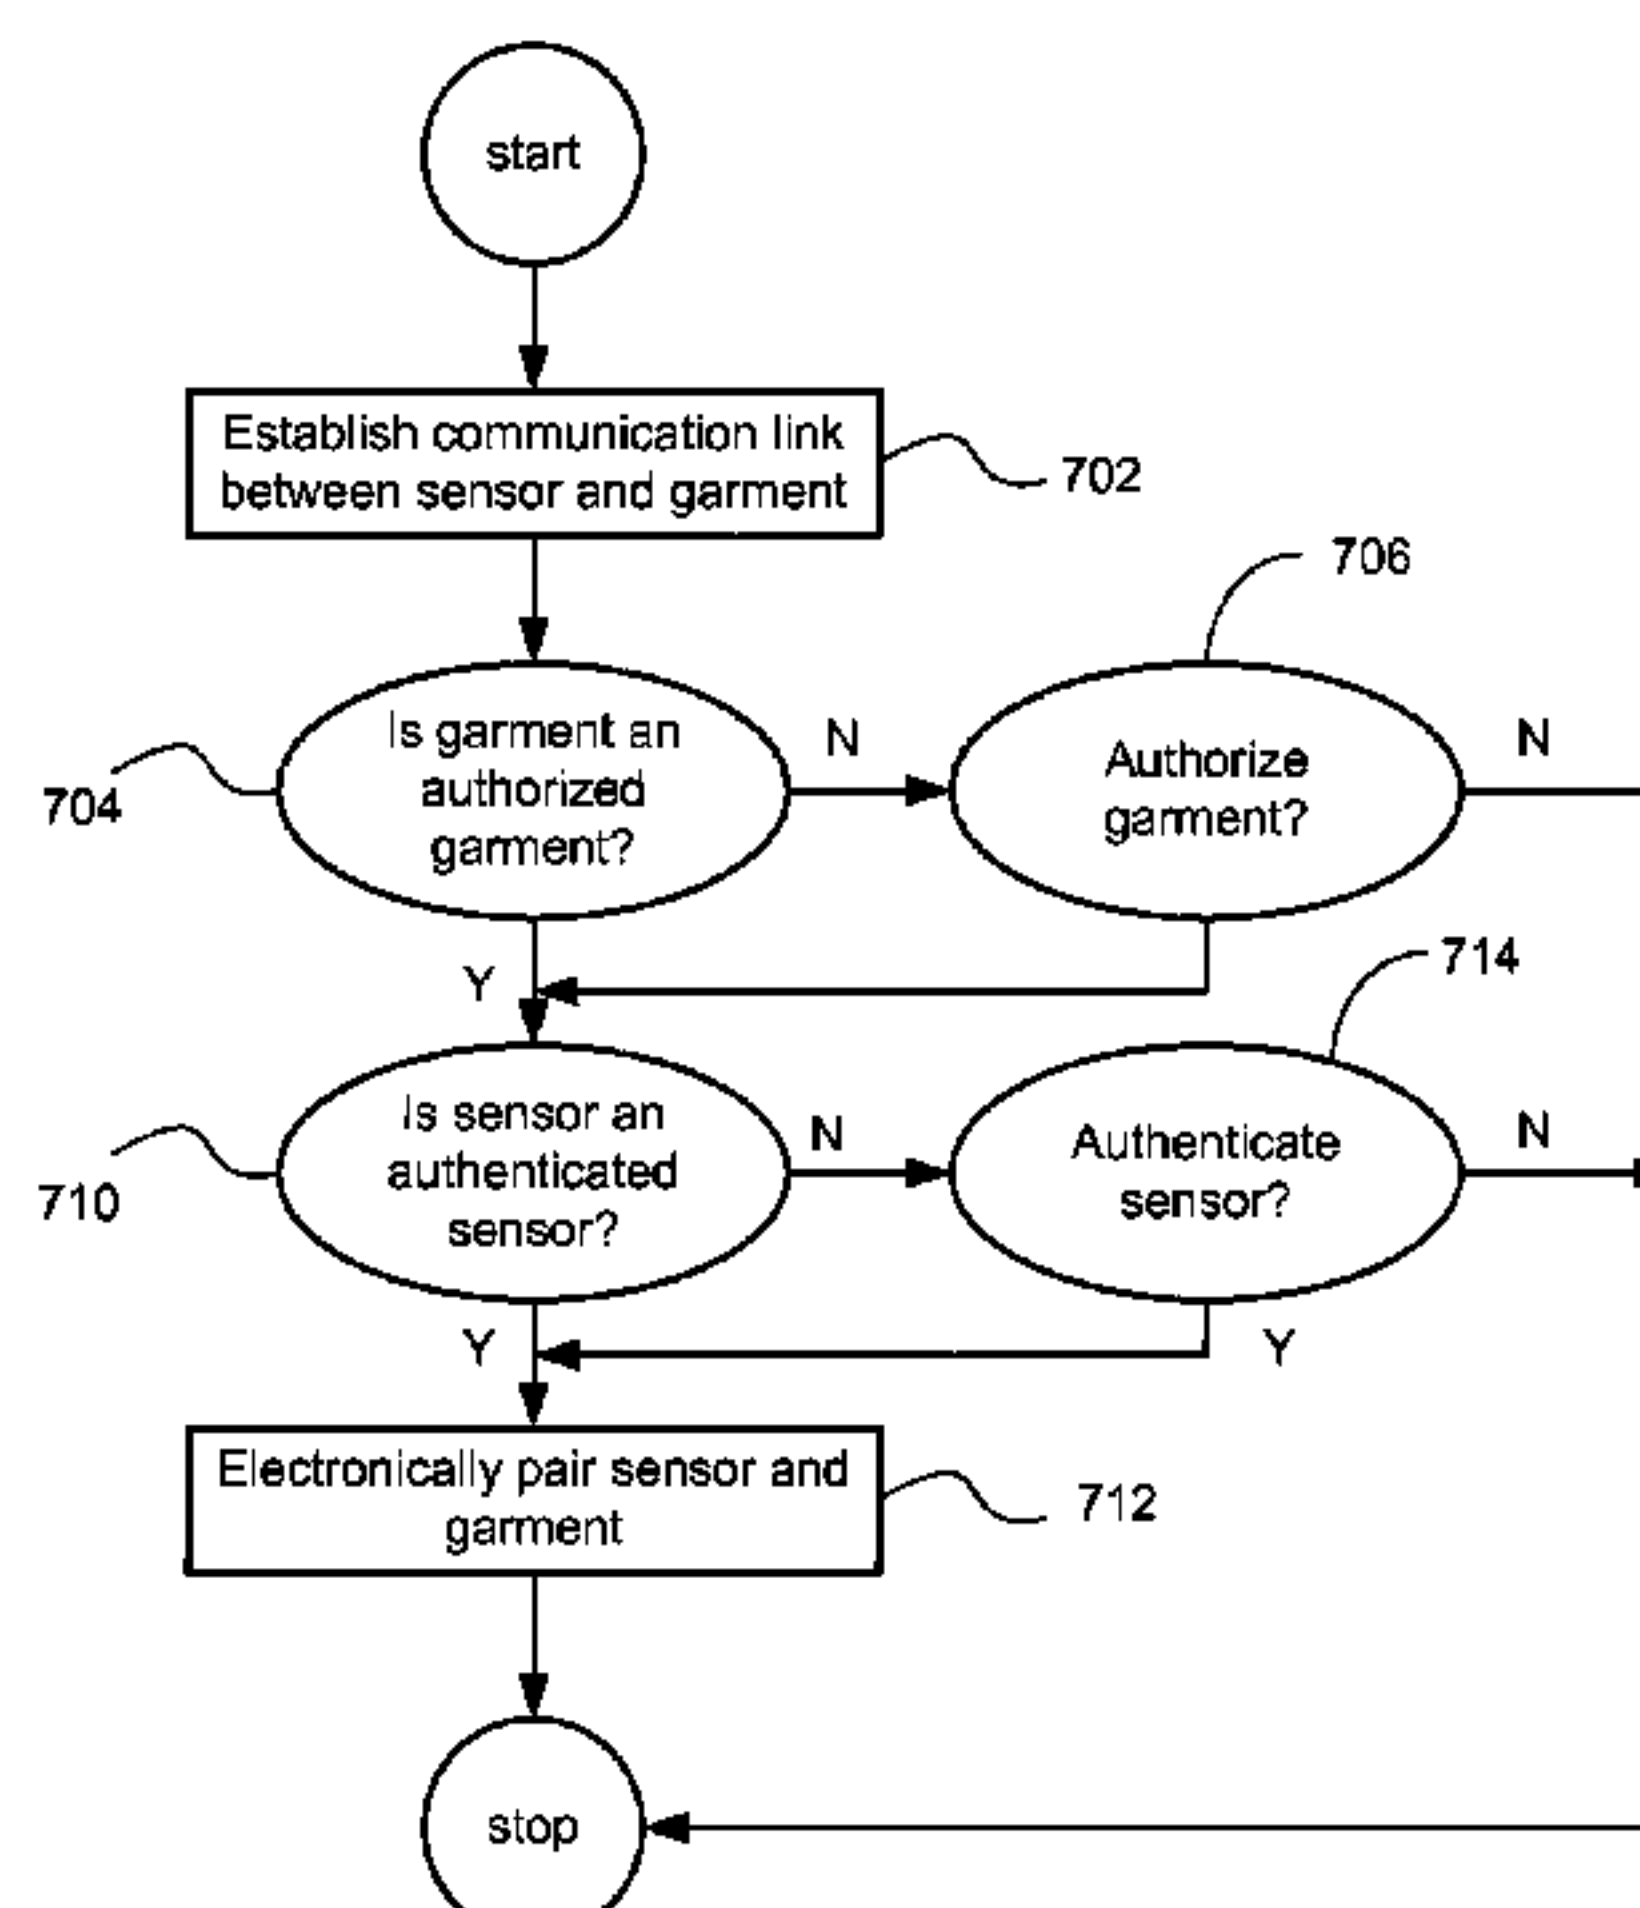 start
Establish communication link
between sensor and garment
702
706
Is garment an
authorized
garment?
704
N
Authorize
garment?
N
Y
714
Is sensor an
authenticated
sensor?
710
N
Authenticate
sensor?
N
Y
Y
Electronically pair sensor and
garment
712
stop